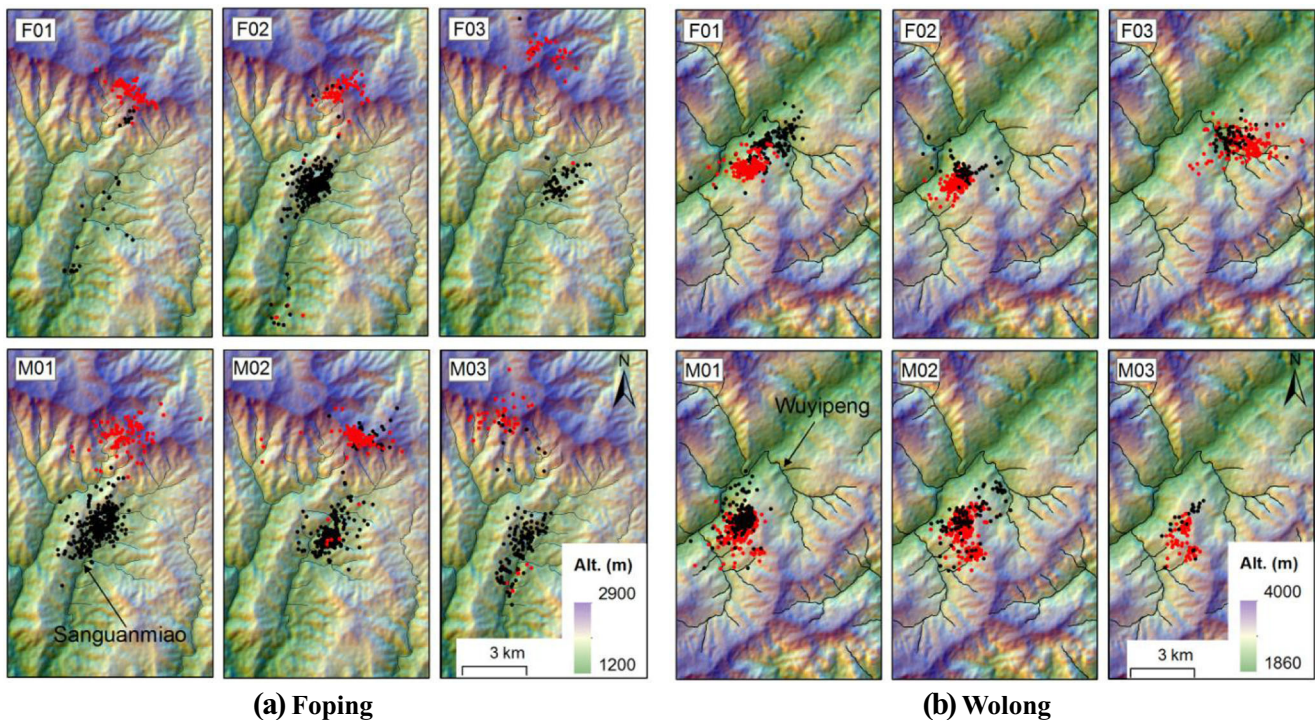 F01
F02
F03
F01
F02
F03
M01
M02
M03
N
M01
M02
M03
N
Sanguanmiao
Wuyipeng
Alt. (m)
2900
1200
3 km
Alt. (m)
4000
1860
3 km
(a) Foping
(b) Wolong